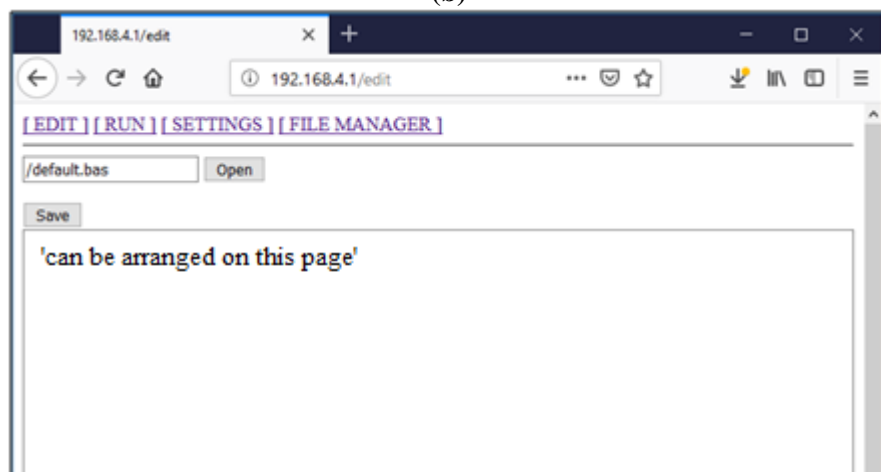 (b)
192.168.4.1/edit
192.168.4.1/edit
[ EDIT ] [ RUN ] [ SETTINGS ] [ FILE MANAGER ]
/default.bas Open
Save
'can be arranged on this page'